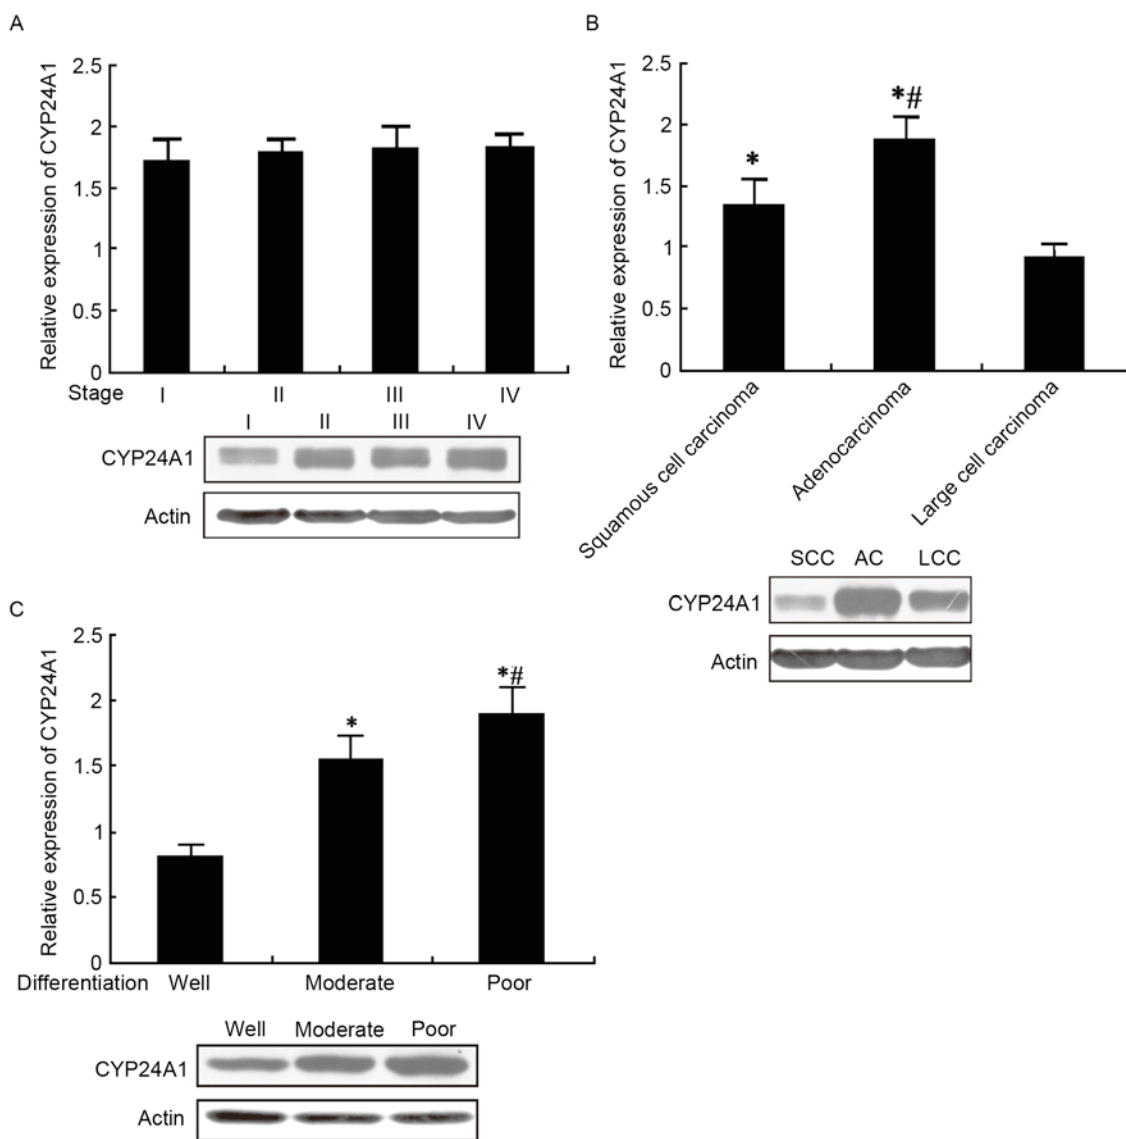 A
Relative expression of CYP24A1
2.5
2
1.5
1
0.5
0
Stage I II III IV
I II III IV
CYP24A1
Actin
B
Relative expression of CYP24A1
2.5
2
1.5
1
0.5
0
*
*#
Squamous cell carcinoma
Adenocarcinoma
Large cell carcinoma
SCC AC LCC
CYP24A1
Actin
C
Relative expression of CYP24A1
2.5
2
1.5
1
0.5
0
*
*#
Differentiation Well Moderate Poor
Well Moderate Poor
CYP24A1
Actin